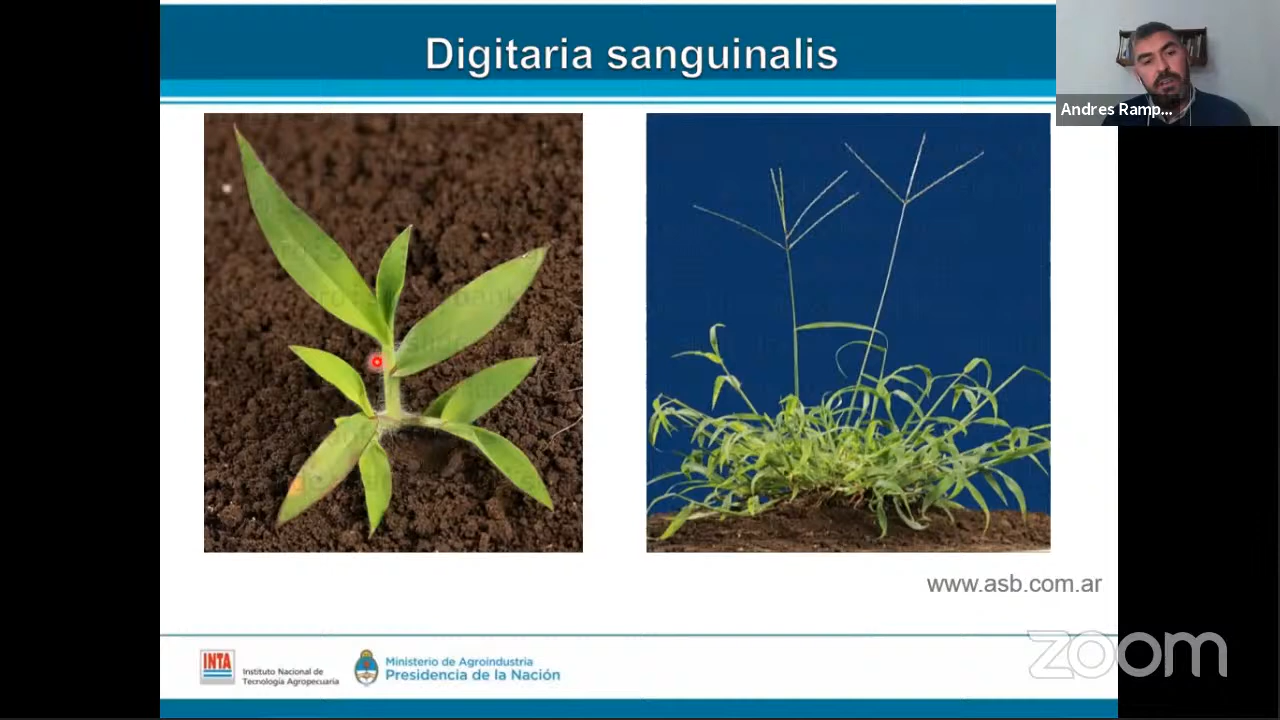 Digitaria sanguinalis
Andres Ramp...
www.asb.com.ar
INTA
Instituto Nacional de
Tecnología Agropecuaria
Ministerio de Agroindustria
Presidencia de la Nación
zoom